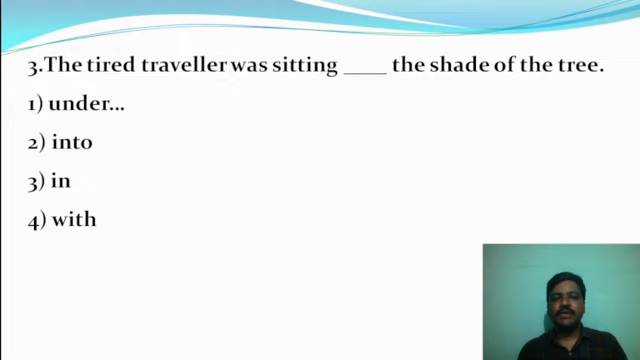 3.The tired traveller was sitting ____ the shade of the tree.
1) under...
2) into
3) in
4) with